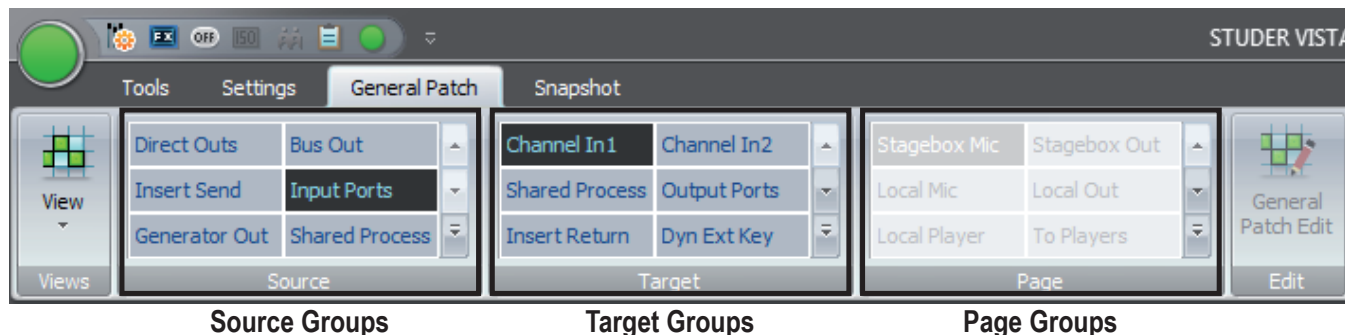 FX OFF ISO STUDER VISTA
Tools Settings General Patch Snapshot
Direct Outs Bus Out Channel In1 Channel In2 Stagebox Mic Stagebox Out
View Insert Send Input Ports Shared Process Output Ports Local Mic Local Out General Patch Edit
Generator Out Shared Process Insert Return Dyn Ext Key Local Player To Players
Views Source Target Page Edit
Source Groups Target Groups Page Groups